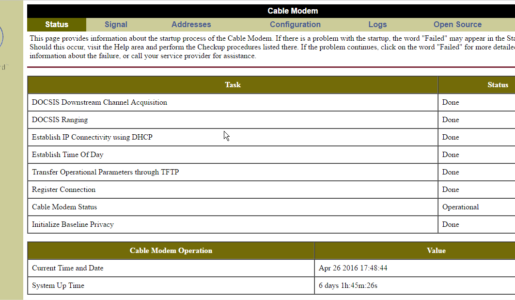 Cable Modem
Status Signal Addresses Configuration Logs Open Source
This page provides information about the startup process of the Cable Modem. If there is a problem with the startup, the word "Failed" may appear in the
Should this occur, visit the Help area and perform the Checkup procedures listed there. If the problem continues, click on the word "Failed" for more
information about the failure, or call your service provider for assistance.
Task Status
DOCSIS Downstream Channel Acquisition Done
DOCSIS Ranging Done
Establish IP Connectivity using DHCP Done
Establish Time Of Day Done
Transfer Operational Parameters through TFTP Done
Register Connection Done
Cable Modem Status Operational
Initialize Baseline Privacy Done
Cable Modem Operation Value
Current Time and Date Apr 26 2016 17:48:44
System Up Time 6 days 1h:45m:26s